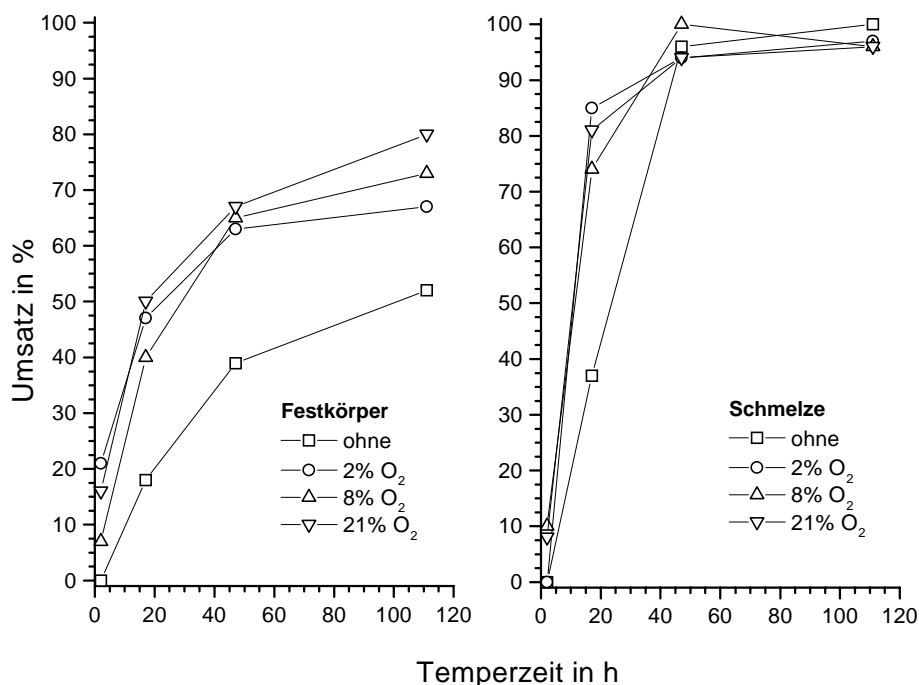 Umsatz in %
100
90
80
70
60
50
40
30
20
10
0
0 20 40 60 80 100 120
Festkörper
ohne
2% O₂
8% O₂
21% O₂
100
90
80
70
60
50
40
30
20
10
0
0 20 40 60 80 100 120
Schmelze
ohne
2% O₂
8% O₂
21% O₂
Temperzeit in h